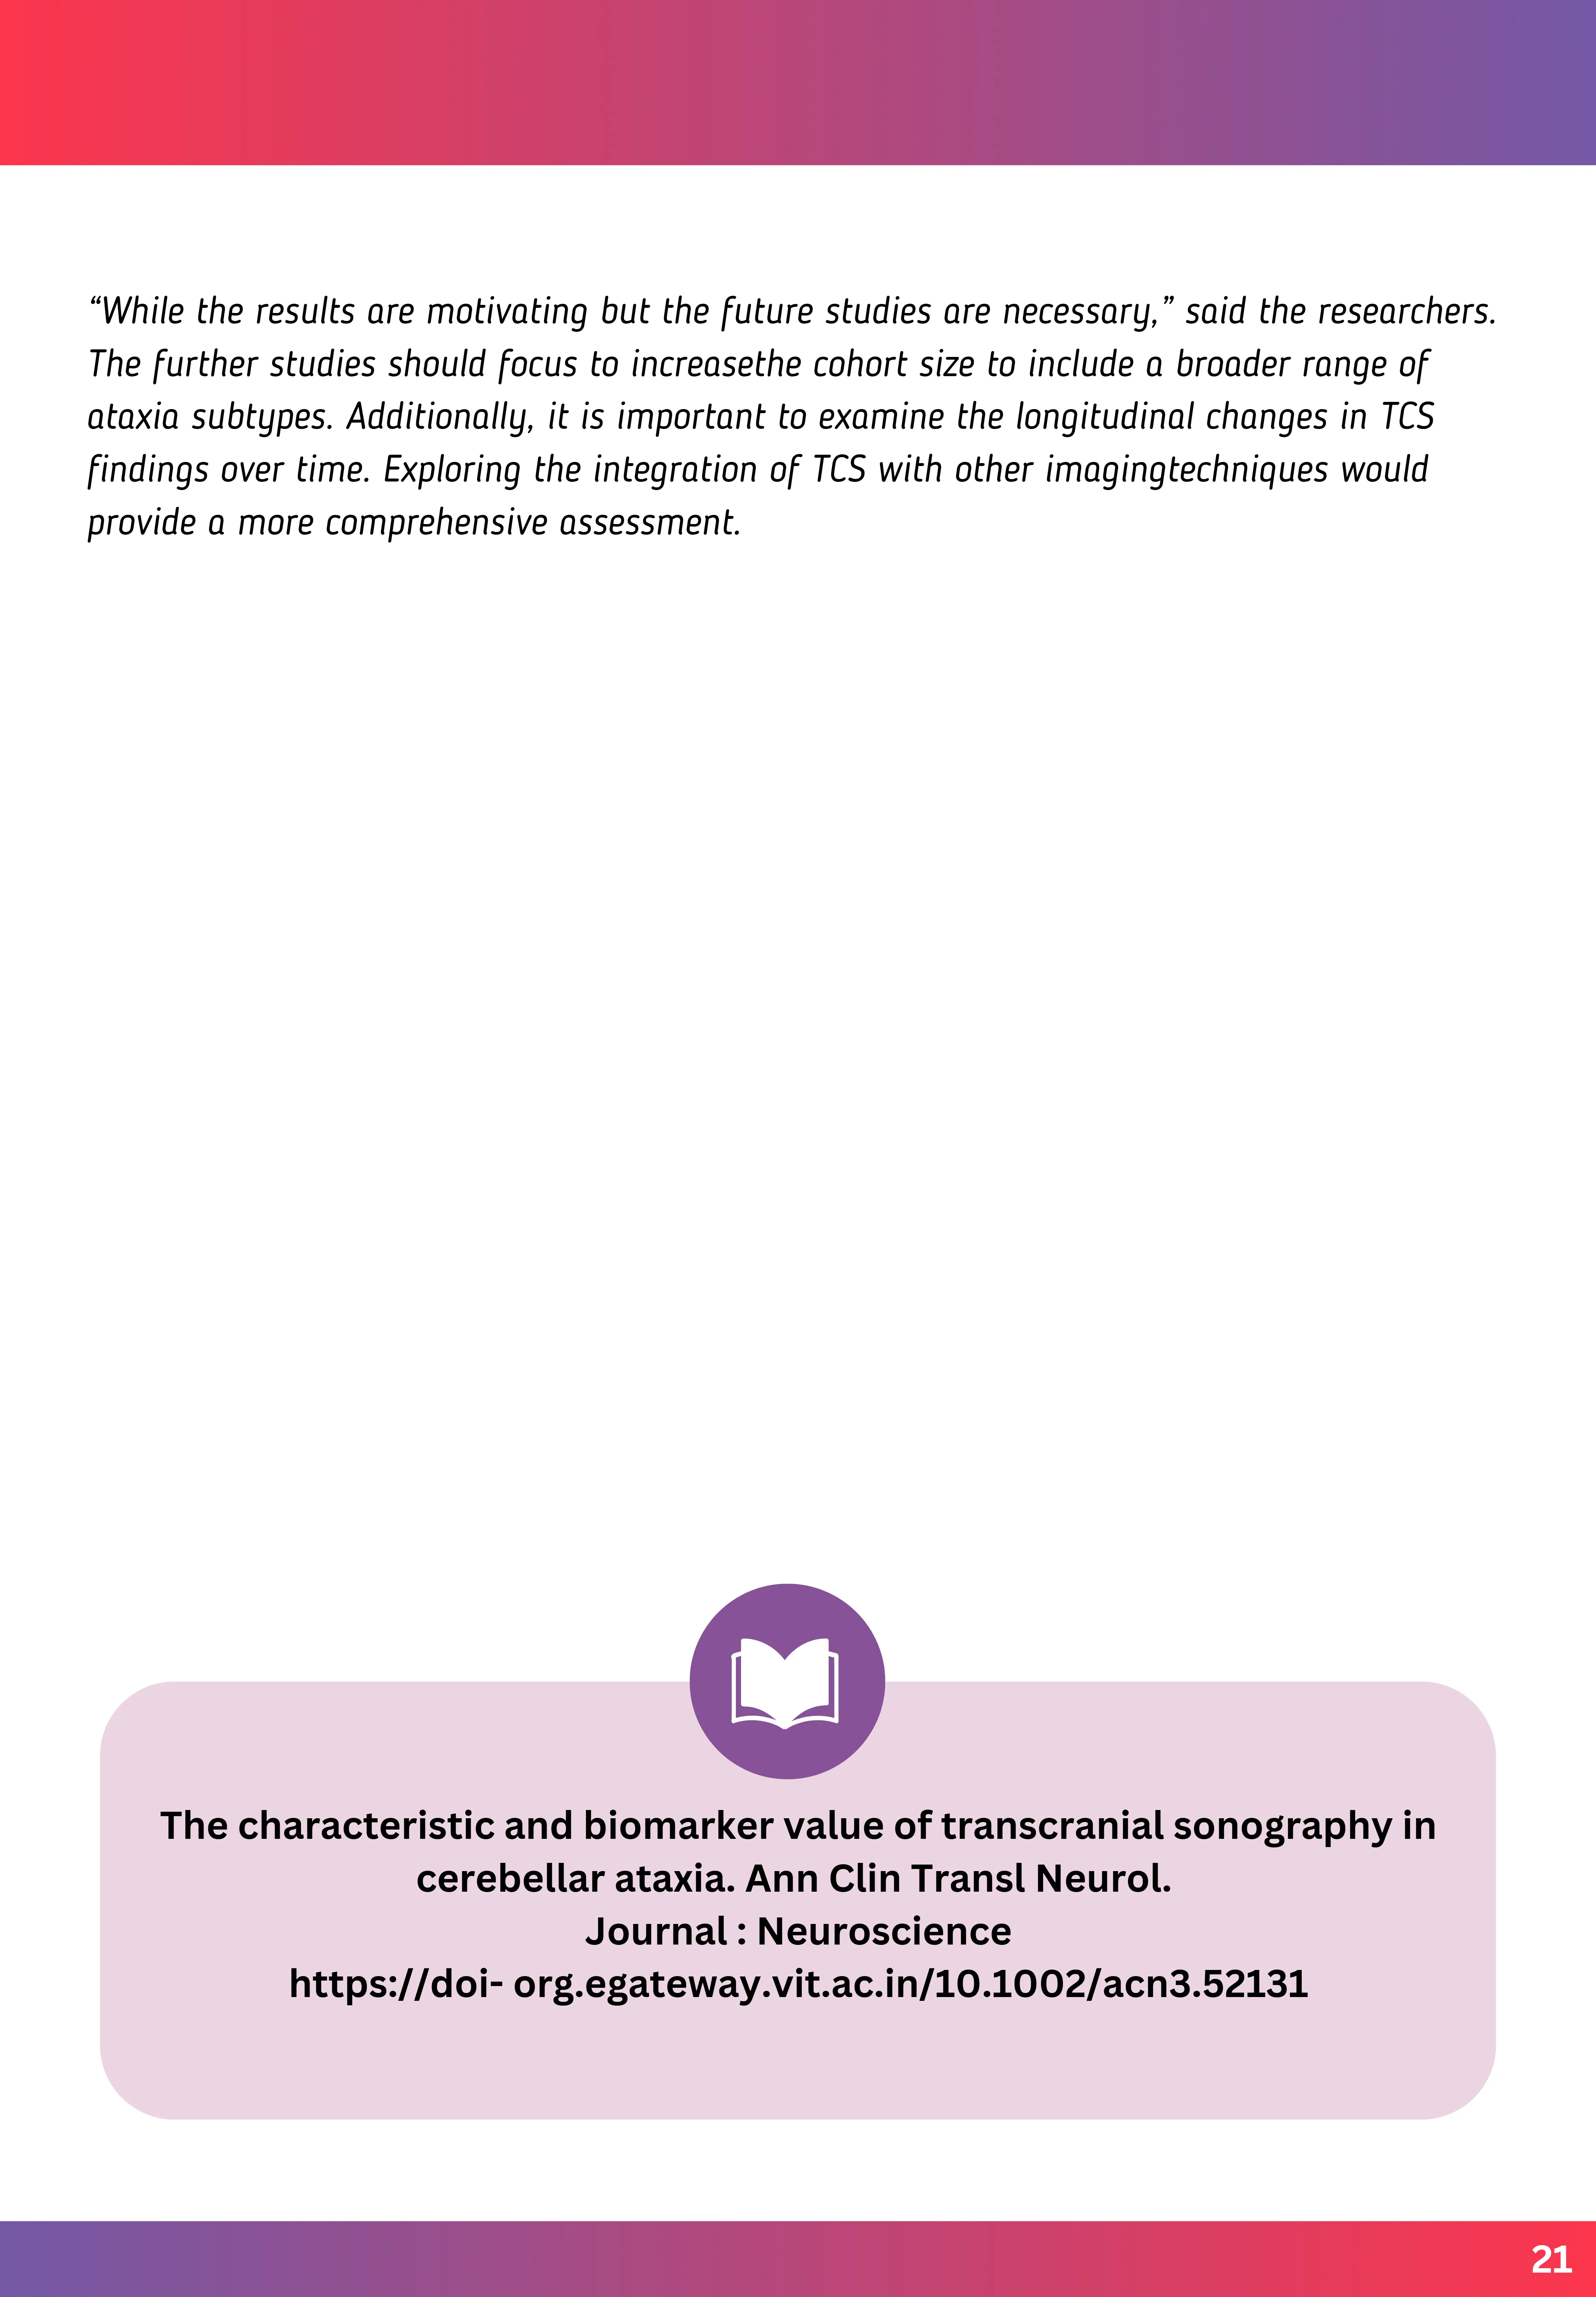 “While the results are motivating but the future studies are necessary,” said the researchers.
The further studies should focus to increasethe cohort size to include a broader range of
ataxia subtypes. Additionally, it is important to examine the longitudinal changes in TCS
findings over time. Exploring the integration of TCS with other imagingtechniques would
provide a more comprehensive assessment.
The characteristic and biomarker value of transcranial sonography in
cerebellar ataxia. Ann Clin Transl Neurol.
Journal : Neuroscience
https://doi- org.egateway.vit.ac.in/10.1002/acn3.52131
21